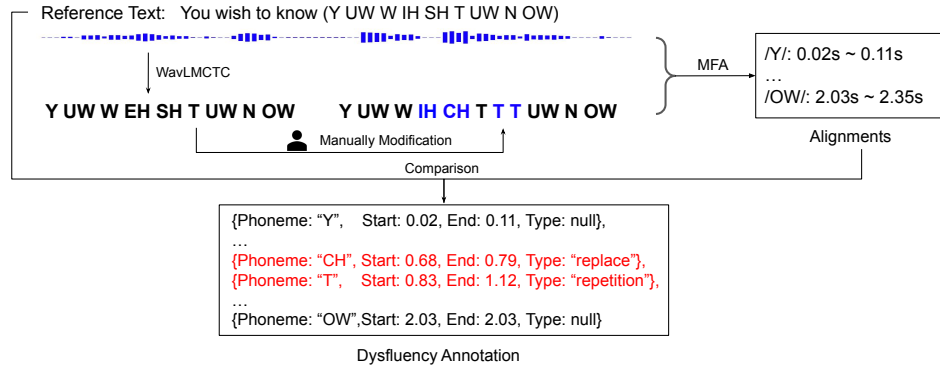 Reference Text: You wish to know (Y UW W IH SH T UW N OW)
WavLMCTC
MFA
/Y/: 0.02s ~ 0.11s
...
/OW/: 2.03s ~ 2.35s
Alignments
Y UW W EH SH T UW N OW
Y UW W IH CH T T T UW N OW
Manually Modification
Comparison
{Phoneme: “Y”, Start: 0.02, End: 0.11, Type: null},
...
{Phoneme: “CH”, Start: 0.68, End: 0.79, Type: “replace”},
{Phoneme: “T”, Start: 0.83, End: 1.12, Type: “repetition”},
...
{Phoneme: “OW”,Start: 2.03, End: 2.03, Type: null}
Dysfluency Annotation